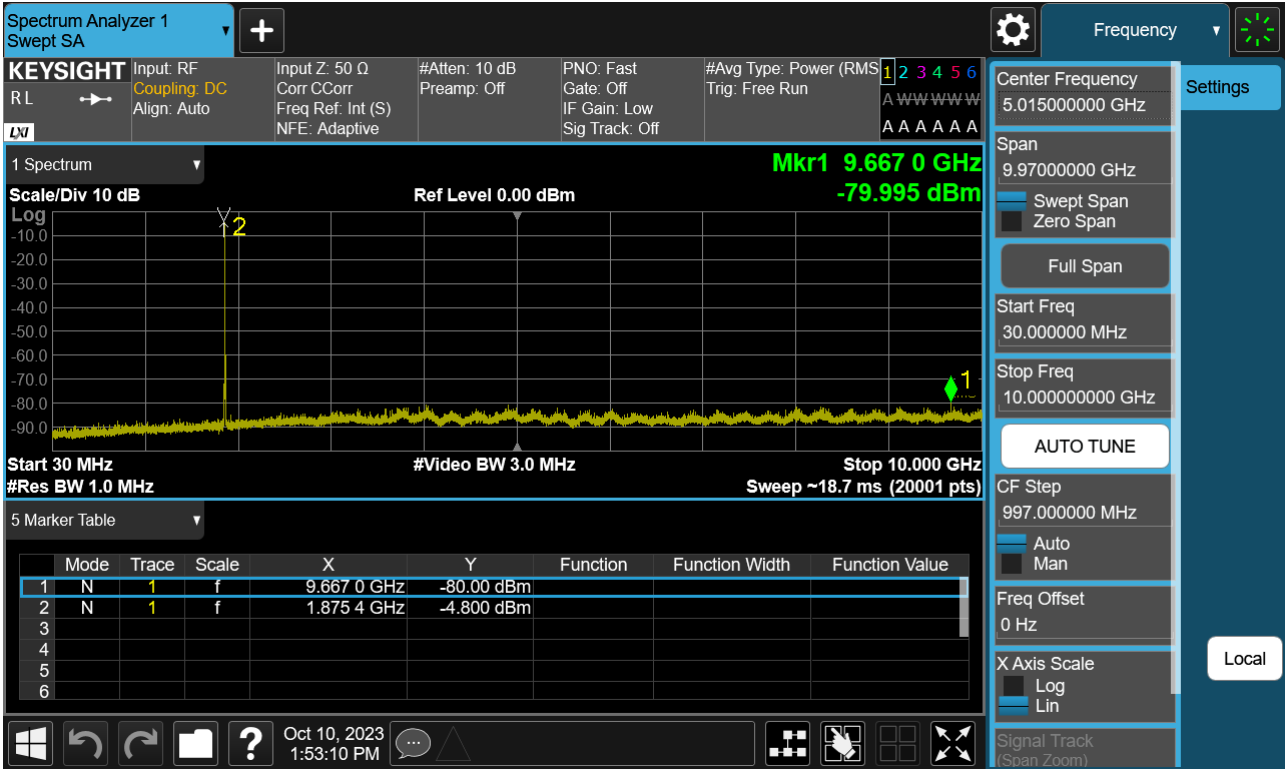 Spectrum Analyzer 1
Swept SA
Frequency
KEYSIGHT
RL
LXI
Input: RF
Coupling: DC
Align: Auto
Input Z: 50 Ω
Corr CCorr
Freq Ref: Int (S)
NFE: Adaptive
#Atten: 10 dB
Preamp: Off
PNO: Fast
Gate: Off
IF Gain: Low
Sig Track: Off
#Avg Type: Power (RMS
Trig: Free Run
1 2 3 4 5 6
A W W W W W
A A A A A A
1 Spectrum
Mkr1 9.667 0 GHz
-79.995 dBm
Scale/Div 10 dB
Ref Level 0.00 dBm
Log
-10.0
-20.0
-30.0
-40.0
-50.0
-60.0
-70.0
-80.0
-90.0
2
1
Start 30 MHz
#Video BW 3.0 MHz
Stop 10.000 GHz
#Res BW 1.0 MHz
Sweep ~18.7 ms (20001 pts)
5 Marker Table
Mode Trace Scale X Y Function Function Width Function Value
1 N 1 f 9.667 0 GHz -80.00 dBm
2 N 1 f 1.875 4 GHz -4.800 dBm
3
4
5
6
Oct 10, 2023
1:53:10 PM
Center Frequency
5.015000000 GHz
Settings
Span
9.97000000 GHz
Swept Span
Zero Span
Full Span
Start Freq
30.000000 MHz
Stop Freq
10.000000000 GHz
AUTO TUNE
CF Step
997.000000 MHz
Auto
Man
Freq Offset
0 Hz
X Axis Scale
Log
Lin
Local
Signal Track
(Span Zoom)